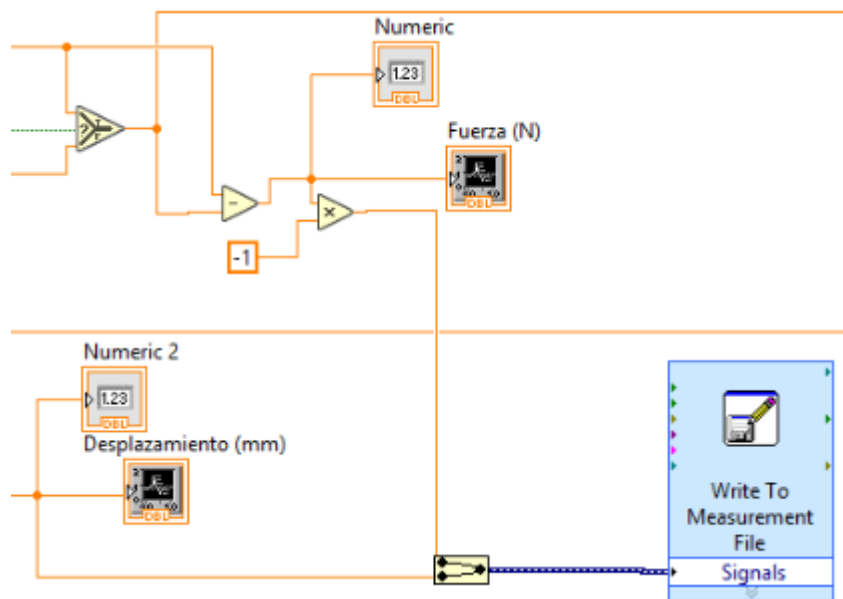 Numeric
1.23
DBL
Fuerza (N)
DBL
-
x
-1
Numeric 2
1.23
DBL
Desplazamiento (mm)
DBL
Write To
Measurement
File
Signals